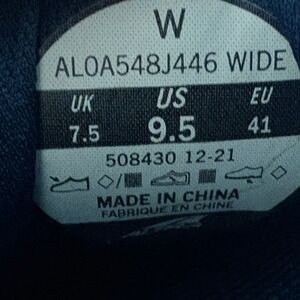 W
AL0A548J446 WIDE
UK US EU
7.5 9.5 41
508430 12-21
MADE IN CHINA
FABRIQUE EN CHINE